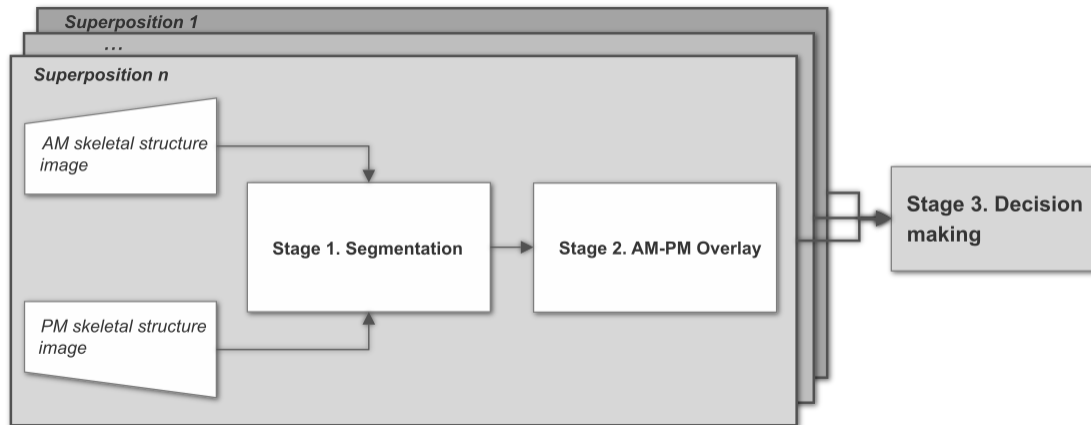 Superposition 1
...
Superposition n
AM skeletal structure
image
Stage 1. Segmentation
Stage 2. AM-PM Overlay
Stage 3. Decision
making
PM skeletal structure
image